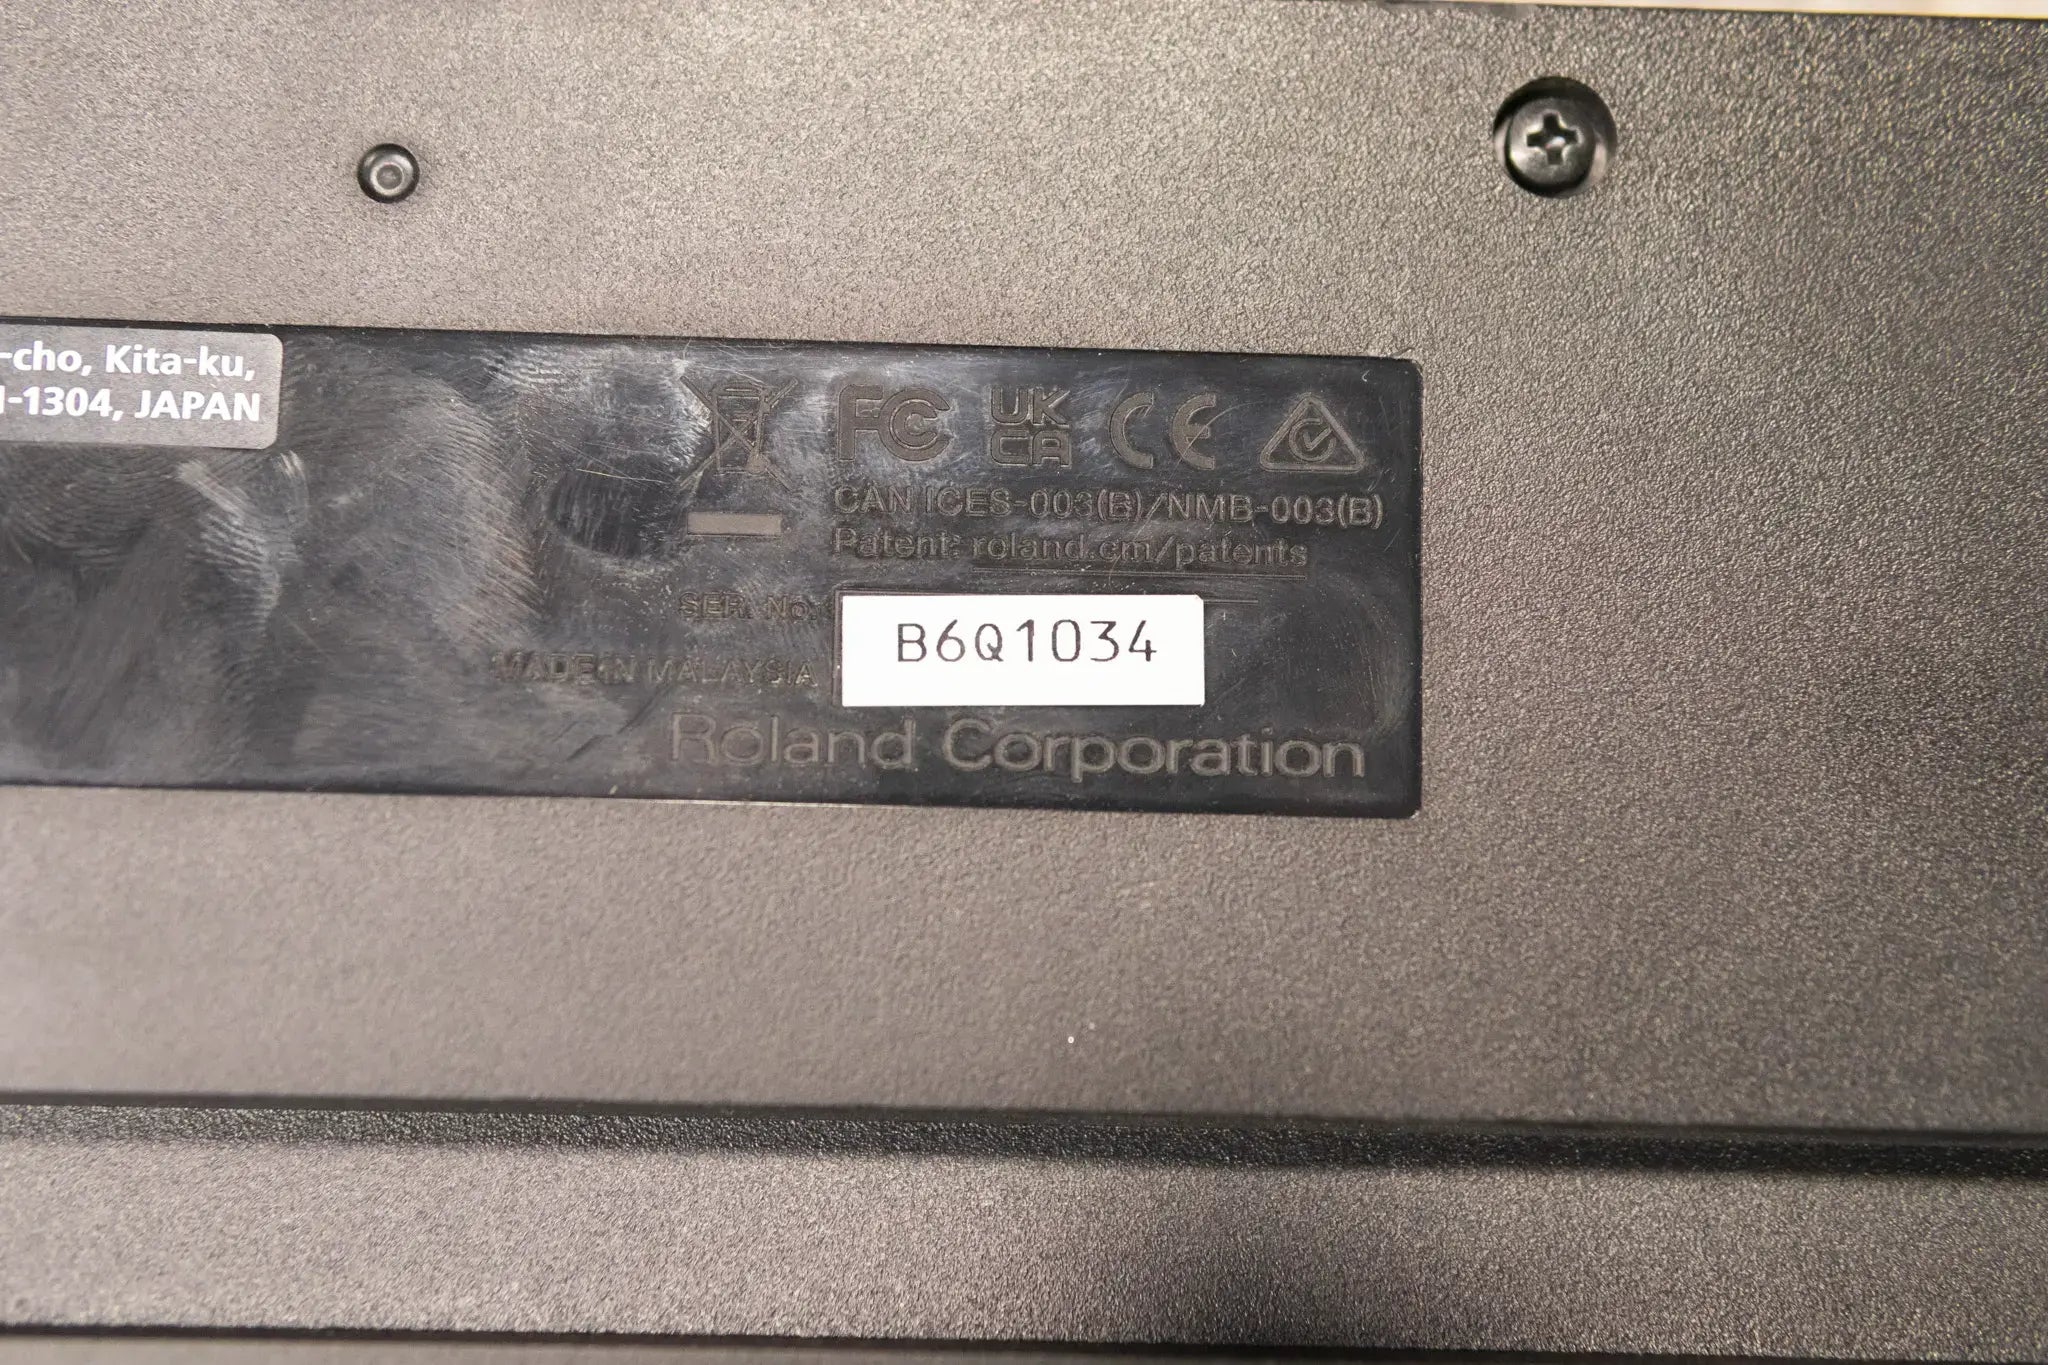 -cho, Kita-ku,
1-1304, JAPAN
FC UK CA CE
CAN ICES-003(B)/NMB-003(B)
Patent: roland.cm/patents
SER. No.
B6Q1034
MADE IN MALAYSIA
Roland Corporation